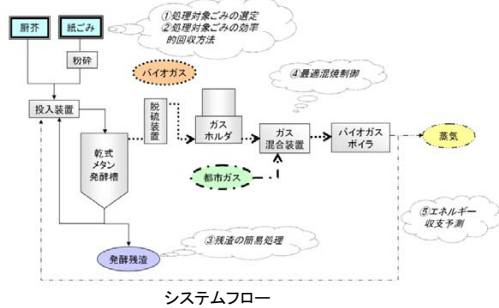 厨芥
紙ごみ
①処理対象ごみの選定
②処理対象ごみの効率
的回収方法
粉砕
バイオガス
④最適混焼制御
投入装置
脱硫装置
ガス
ホルダ
ガス
混合装置
バイオガス
ボイラ
蒸気
乾式
メタン
発酵槽
都市ガス
⑤エネルギー
収支予測
③残渣の簡易処理
発酵残渣
システムフロー